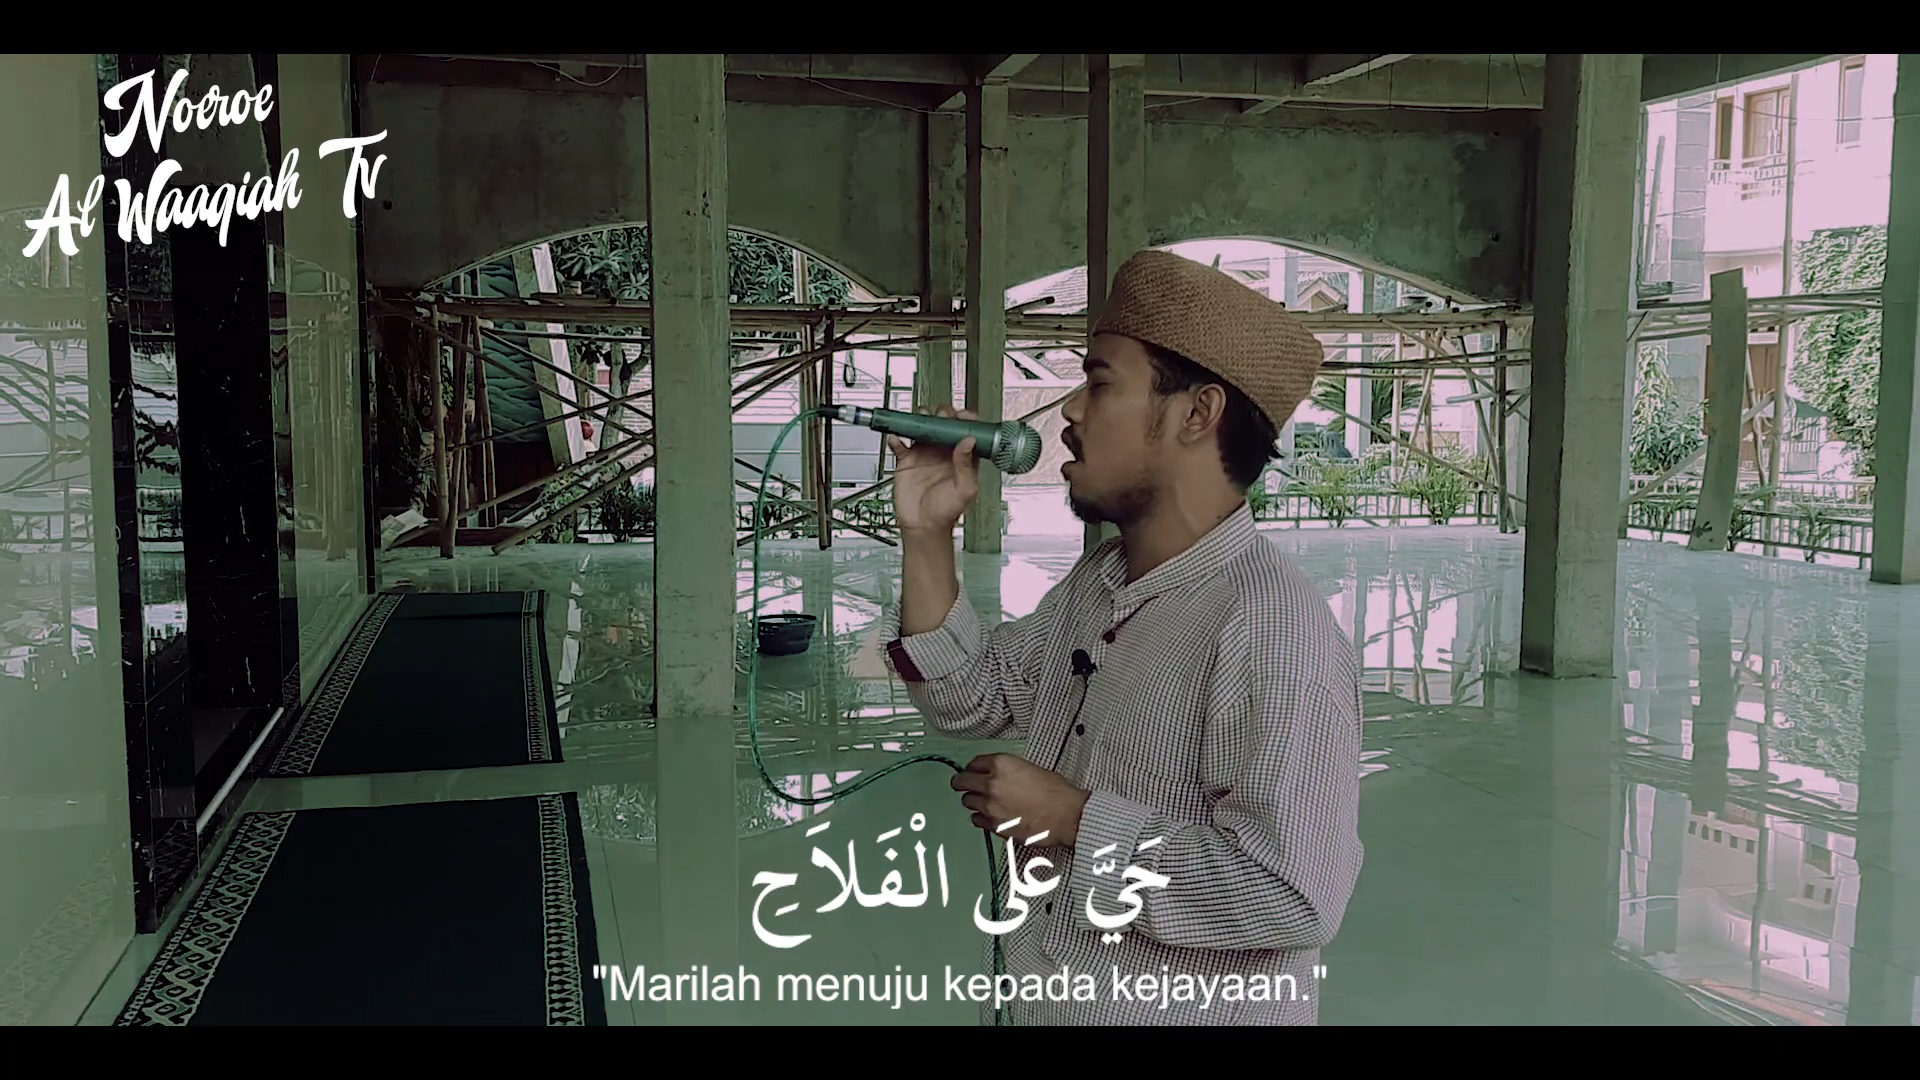 Noeroe
Al Waaqiah Tv
حَيَّ عَلَى الْفَلاَحِ
"Marilah menuju kepada kejayaan."